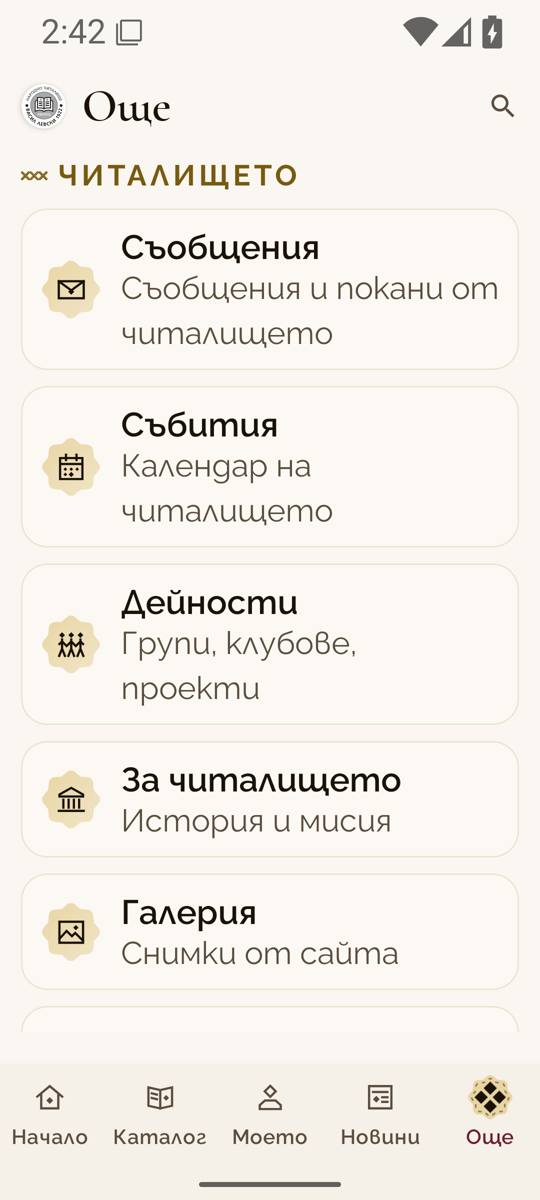 2:42
Още
ЧИТАЛИЩЕТО
Съобщения
Съобщения и покани от
читалището
Събития
Календар на
читалището
Дейности
Групи, клубове,
проекти
За читалището
История и мисия
Галерия
Снимки от сайта
Начало
Каталог
Моето
Новини
Още